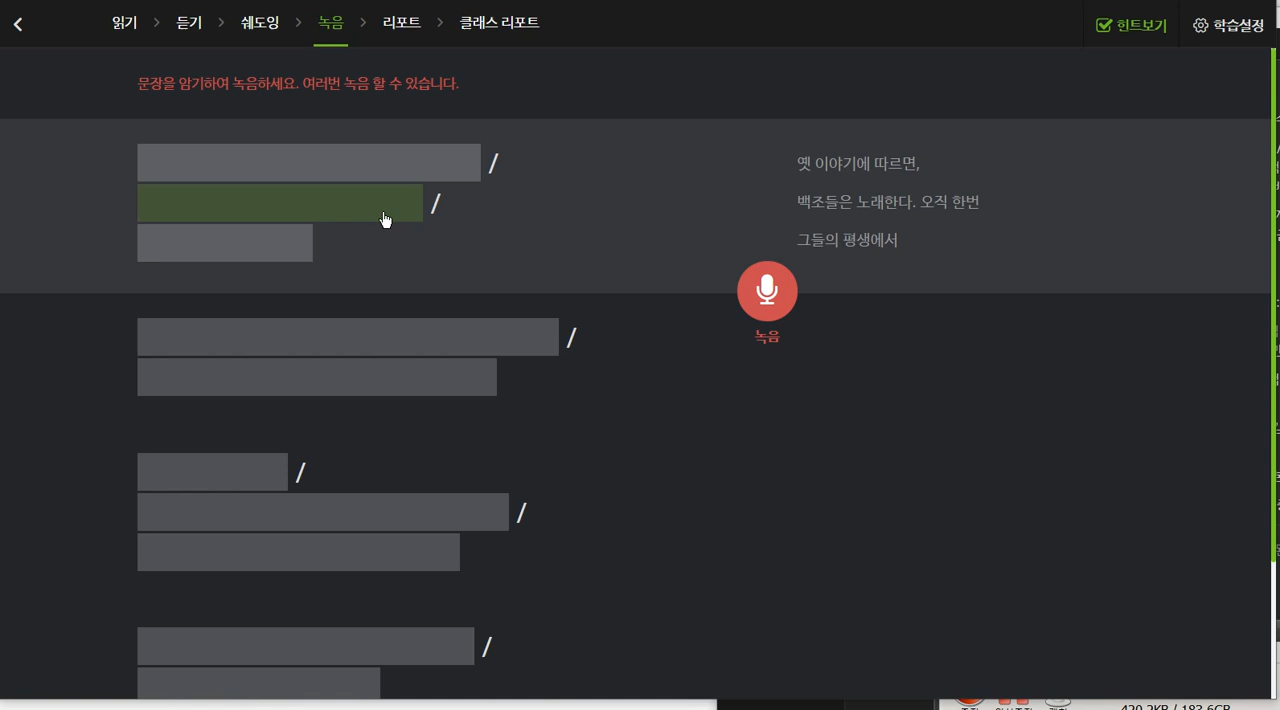 읽기 > 듣기 > 쉐도잉 > 녹음 > 리포트 > 클래스 리포트
힌트보기
학습설정
문장을 암기하여 녹음하세요. 여러번 녹음 할 수 있습니다.
/
옛 이야기에 따르면,
/
백조들은 노래한다. 오직 한번
그들의 평생에서
녹음
/
/
/
/
420.2KB / 183.6GB